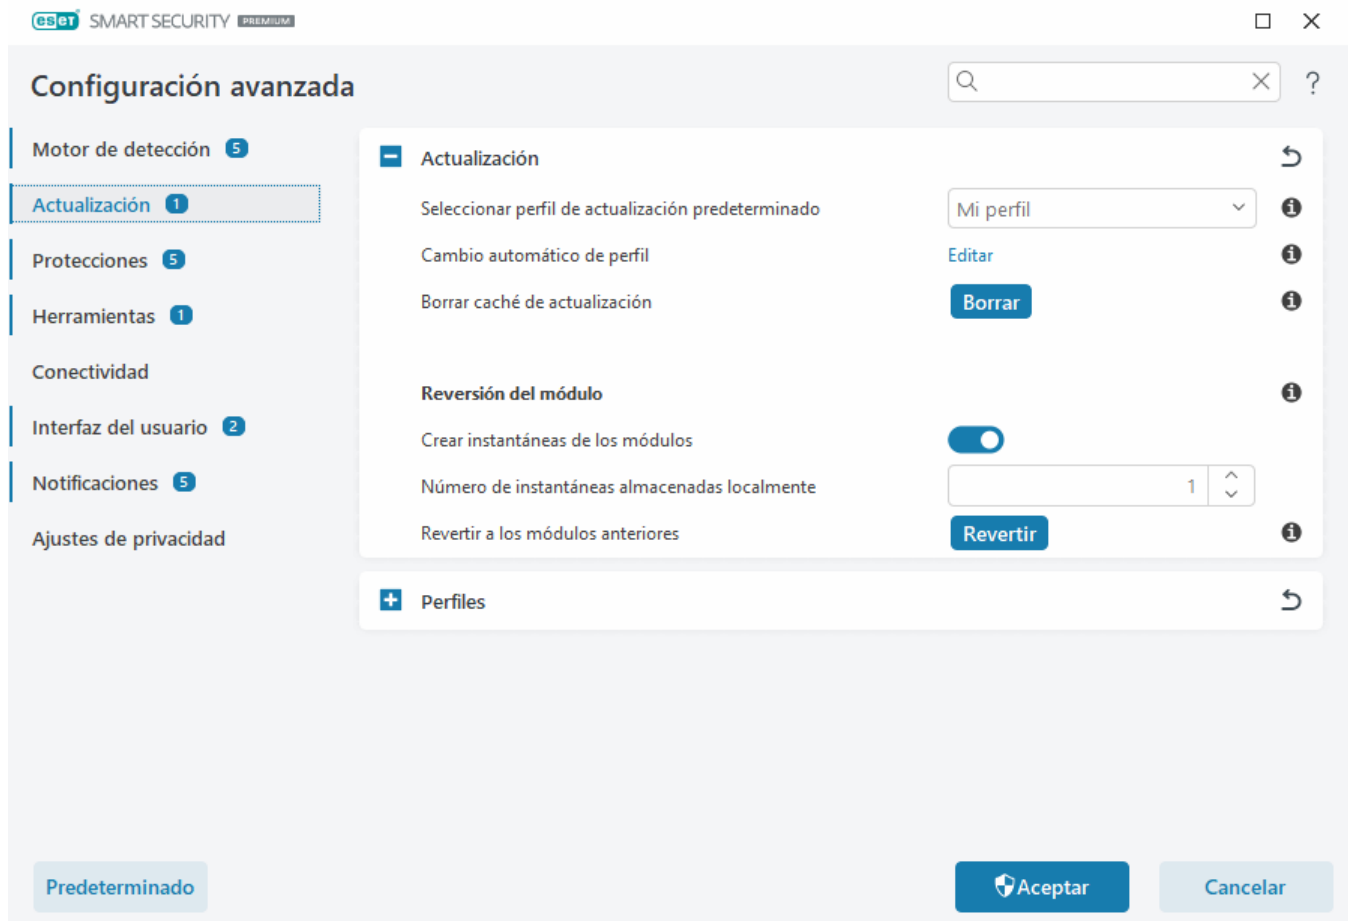 eset SMART SECURITY PREMIUM
Configuración avanzada
?
Motor de detección 5
Actualización 1
Protecciones 5
Herramientas 1
Conectividad
Interfaz del usuario 2
Notificaciones 5
Ajustes de privacidad
Actualización
Seleccionar perfil de actualización predeterminado Mi perfil
Cambio automático de perfil Editar
Borrar caché de actualización Borrar
Reversión del módulo
Crear instantáneas de los módulos
Número de instantáneas almacenadas localmente 1
Revertir a los módulos anteriores Revertir
Perfiles
Predeterminado Aceptar Cancelar